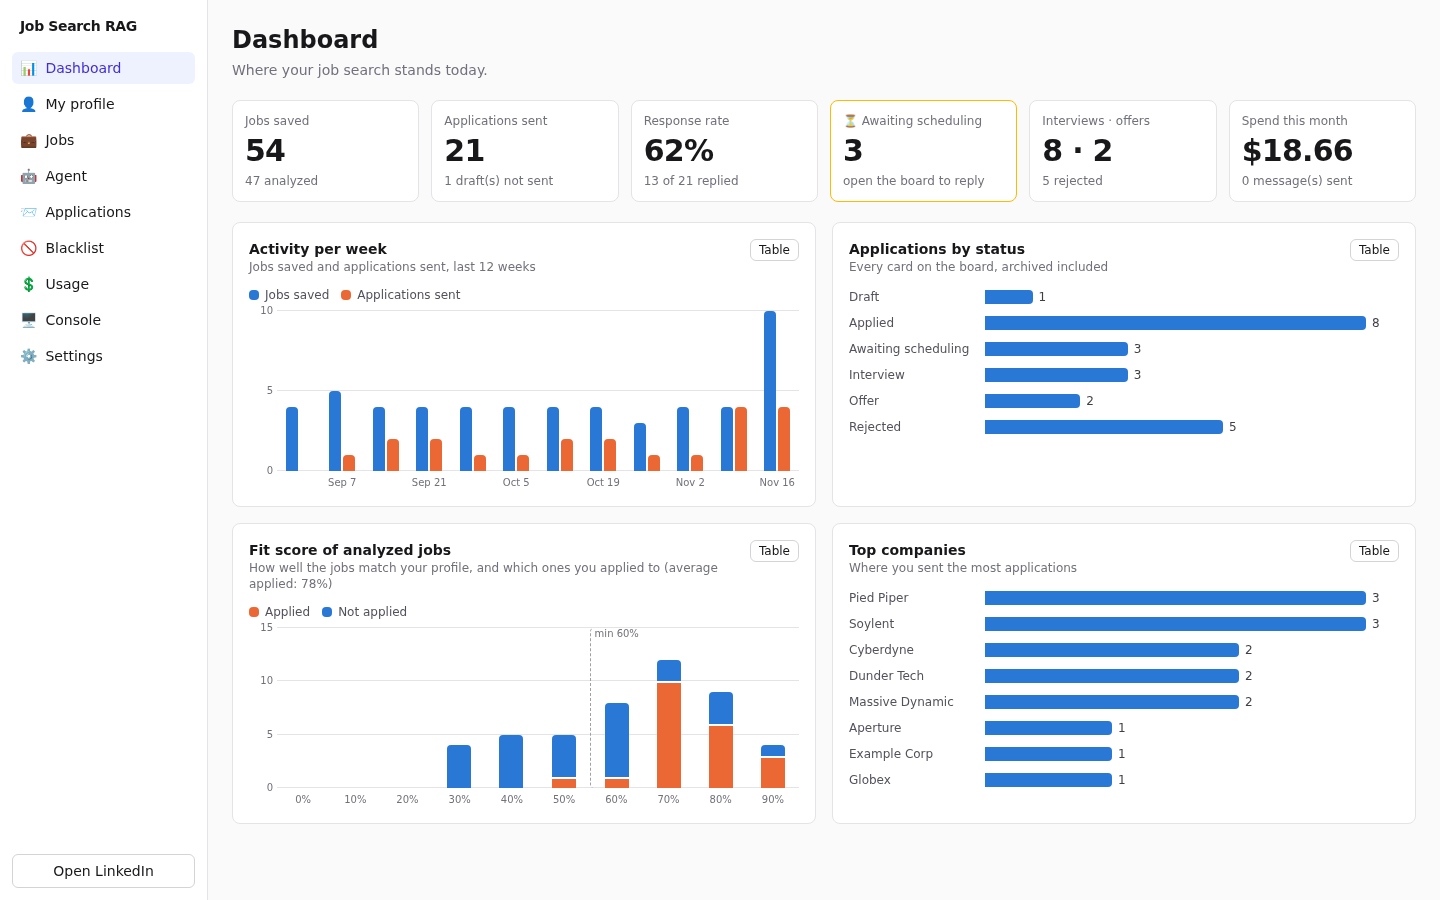 Job Search RAG
Dashboard
My profile
Jobs
Agent
Applications
Blacklist
Usage
Console
Settings
Open LinkedIn
Dashboard
Where your job search stands today.
Jobs saved
54
47 analyzed
Applications sent
21
1 draft(s) not sent
Response rate
62%
13 of 21 replied
⏳ Awaiting scheduling
3
open the board to reply
Interviews · offers
8 · 2
5 rejected
Spend this month
$18.66
0 message(s) sent
Activity per week
Table
Jobs saved and applications sent, last 12 weeks
Jobs saved Applications sent
10
5
0
Sep 7 Sep 21 Oct 5 Oct 19 Nov 2 Nov 16
Applications by status
Table
Every card on the board, archived included
Draft 1
Applied 8
Awaiting scheduling 3
Interview 3
Offer 2
Rejected 5
Fit score of analyzed jobs
Table
How well the jobs match your profile, and which ones you applied to (average
applied: 78%)
Applied Not applied
15
min 60%
10
5
0
0% 10% 20% 30% 40% 50% 60% 70% 80% 90%
Top companies
Table
Where you sent the most applications
Pied Piper 3
Soylent 3
Cyberdyne 2
Dunder Tech 2
Massive Dynamic 2
Aperture 1
Example Corp 1
Globex 1